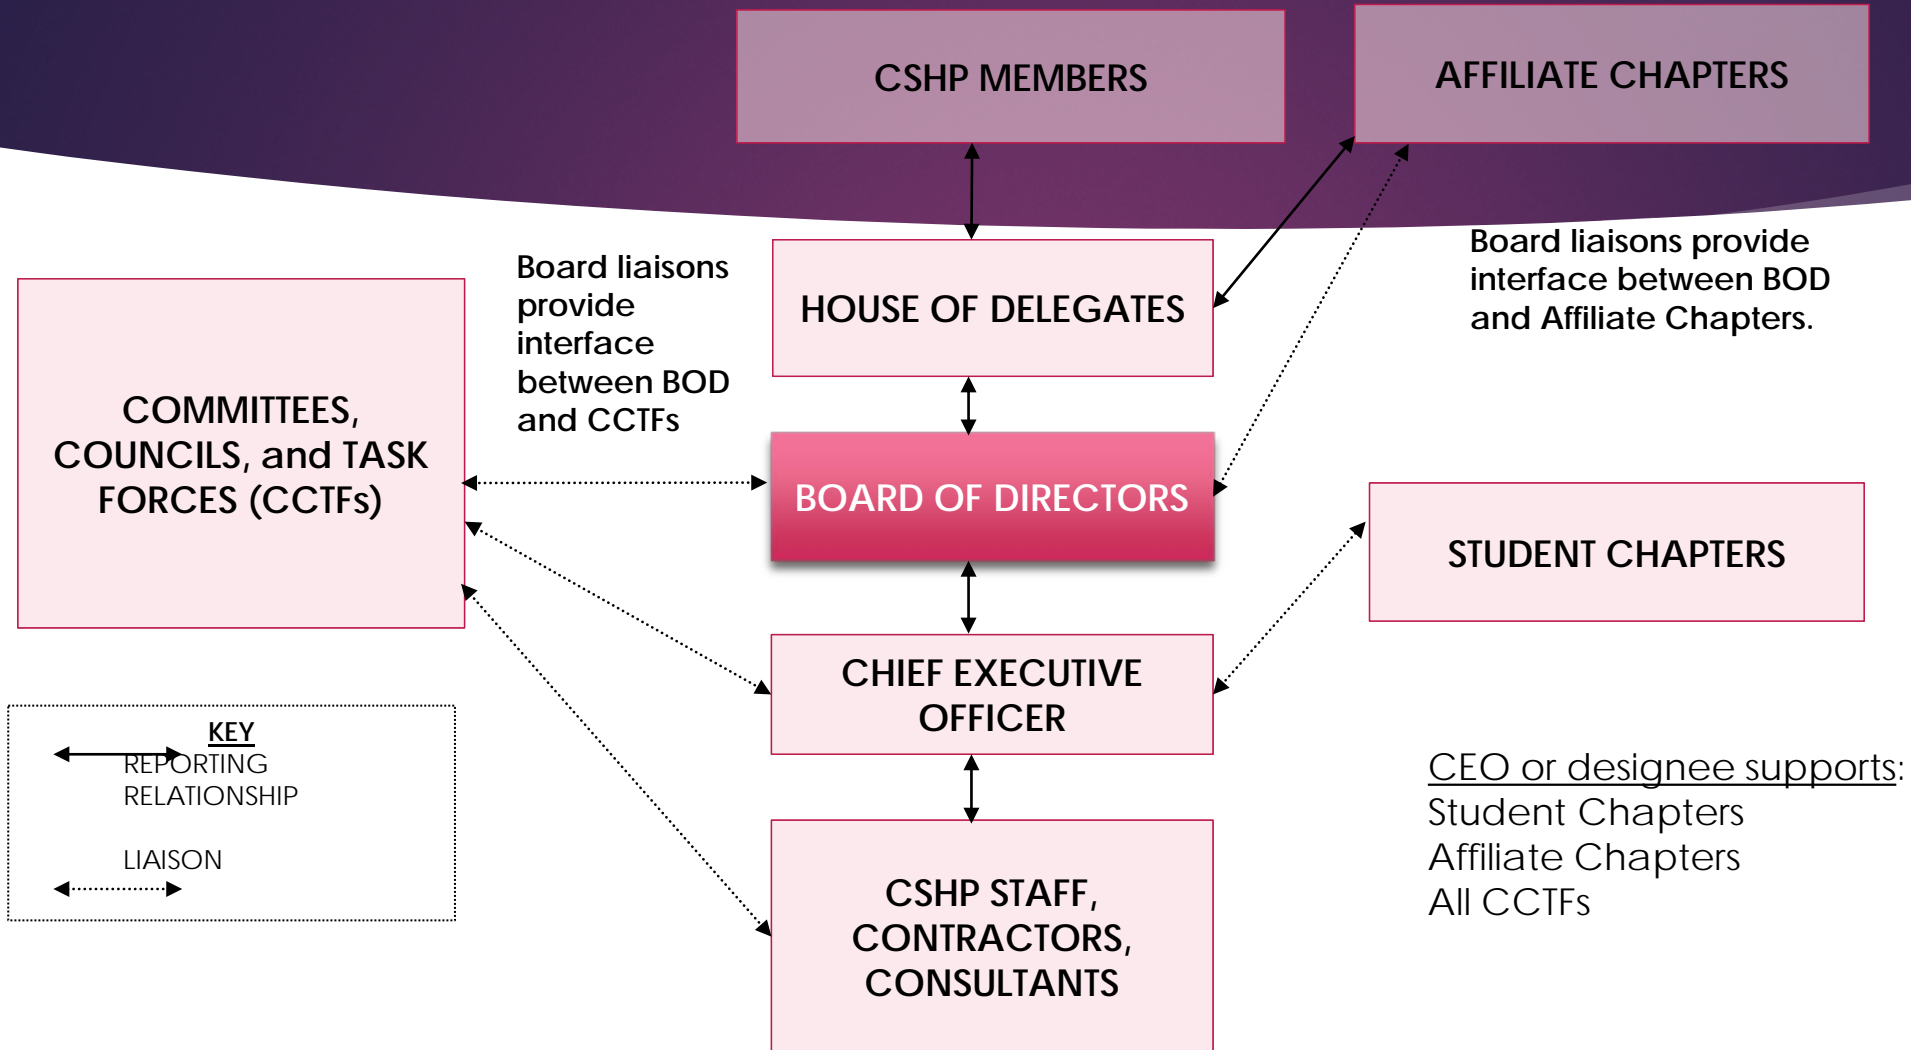 CSHP MEMBERS
AFFILIATE CHAPTERS
Board liaisons
provide
interface
between BOD
and CCTFs
HOUSE OF DELEGATES
Board liaisons provide
interface between BOD
and Affiliate Chapters.
COMMITTEES,
COUNCILS, and TASK
FORCES (CCTFs)
BOARD OF DIRECTORS
STUDENT CHAPTERS
CHIEF EXECUTIVE
OFFICER
KEY
REPORTING
RELATIONSHIP
LIAISON
CEO or designee supports:
Student Chapters
Affiliate Chapters
All CCTFs
CSHP STAFF,
CONTRACTORS,
CONSULTANTS